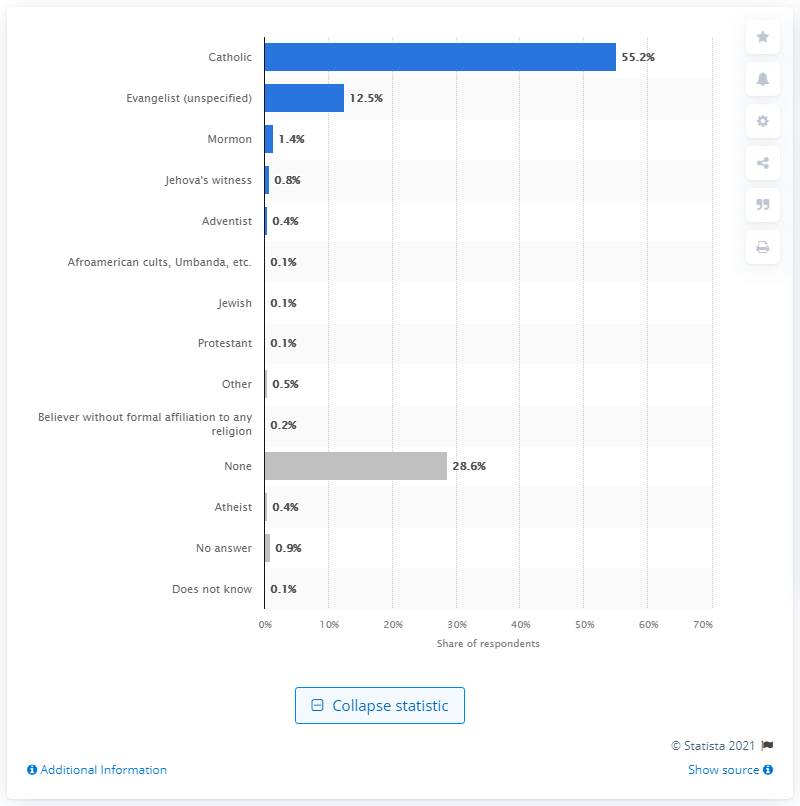 Catholic 55.2%
Evangelist (unspecified) 12.5%
Mormon 1.4%
Jehova's witness 0.8%
Adventist 0.4%
Afroamerican cults, Umbanda, etc. 0.1%
Jewish 0.1%
Protestant 0.1%
Other 0.5%
Believer without formal affiliation to any
religion 0.2%
None 28.6%
Atheist 0.4%
No answer 0.9%
Does not know 0.1%
0% 10% 20% 30% 40% 50% 60% 70%
Share of respondents
Collapse statistic
© Statista 2021
Additional Information Show source